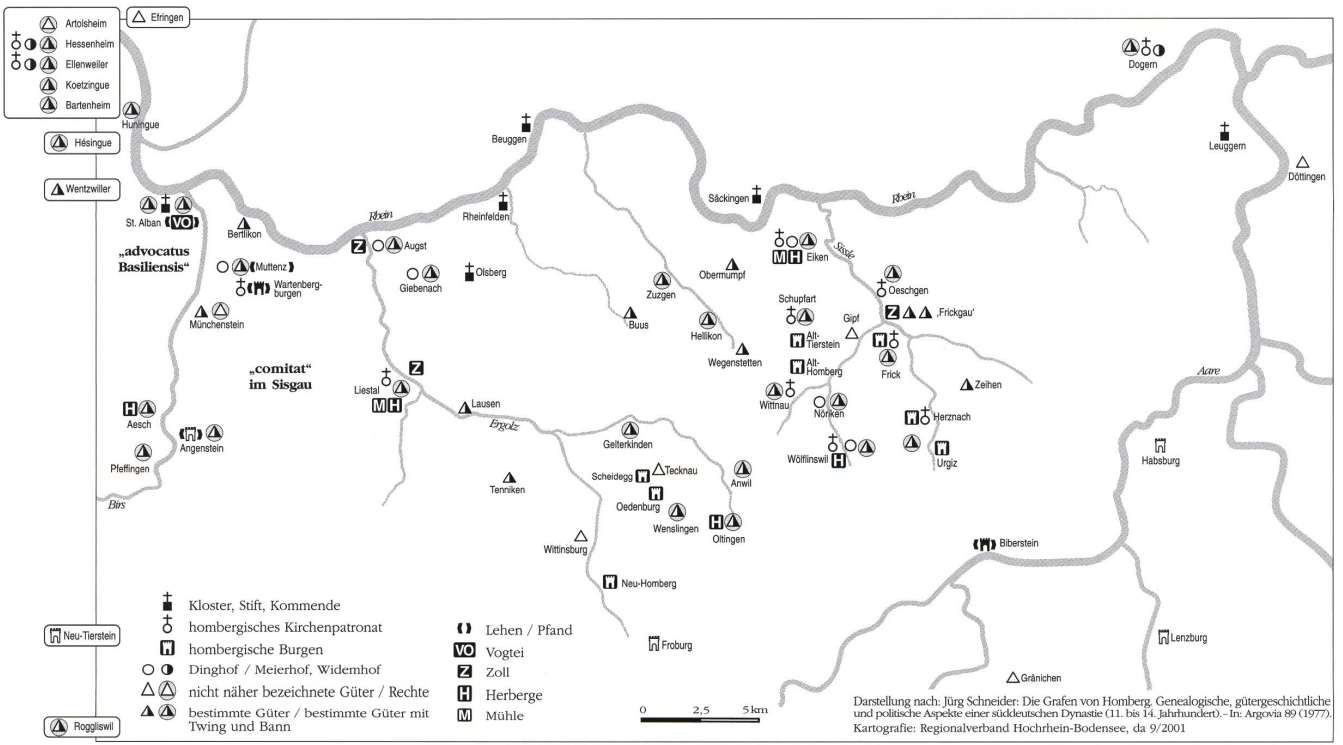 Artolsheim
Hessenheim
Ellenweiler
Koetzingue
Bartenheim
Efringen
Huningue
Hésingue
Wentzwiller
St. Alban
VO
„advocatus
Basiliensis“
Bertlikon
Muttenz
Wartenberg-
burgen
Münchenstein
„comitat“
im Sisgau
H
Aesch
Angenstein
Pfeffingen
Birs
Rhein
Z
Augst
Giebenach
Olsberg
Rheinfelden
Beuggen
Säckingen
Rhein
Dogern
Leuggern
Döttingen
Zuzgen
Obermumpf
Buus
Hellikon
Wegenstetten
M H
Eiken
Sissle
Oeschgen
Z
‚Frickgau‘
Schupfart
Gipf
Alt-
Tierstein
Alt-
Homberg
Frick
Zeihen
Wittnau
Nöriken
Herznach
Wölflinswil
H
Urgiz
Z
Liestal
M H
Lausen
Ergolz
Gelterkinden
Tenniken
Scheidegg
Tecknau
Oedenburg
Wenslingen
Anwil
H
Oltingen
Wittinsburg
Neu-Homberg
Froburg
Aare
Habsburg
Biberstein
Lenzburg
Gränichen
Neu-Tierstein
Roggliswil
Kloster, Stift, Kommende
hombergisches Kirchenpatronat
hombergische Burgen
Dinghof / Meierhof, Widemhof
nicht näher bezeichnete Güter / Rechte
bestimmte Güter / bestimmte Güter mit
Twing und Bann
Lehen / Pfand
VO Vogtei
Z Zoll
H Herberge
M Mühle
0 2,5 5 km
Darstellung nach: Jürg Schneider: Die Grafen von Homberg. Genealogische, gütergeschichtliche
und politische Aspekte einer süddeutschen Dynastie (11. bis 14. Jahrhundert). – In: Argovia 89 (1977).
Kartografie: Regionalverband Hochrhein-Bodensee, da 9/2001